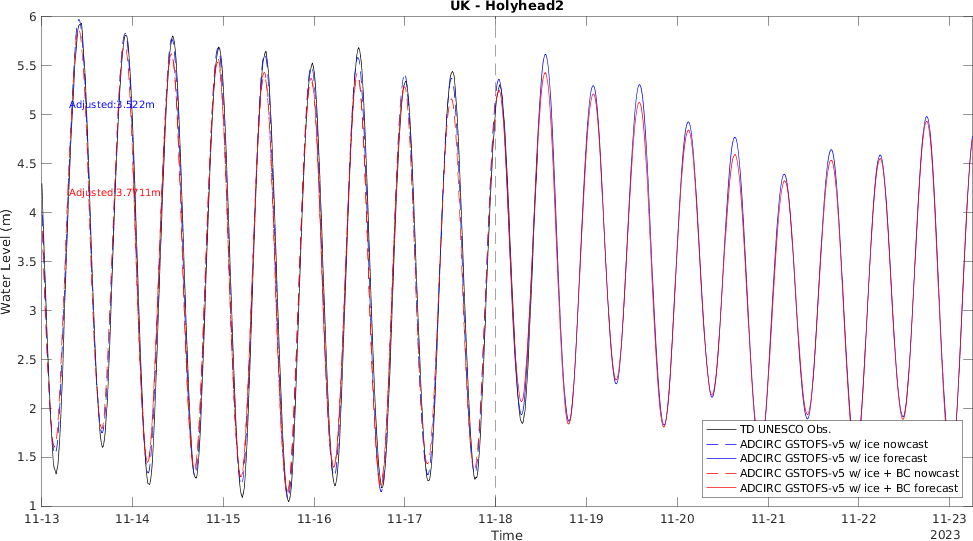 UK - Holyhead2
6
5.5
Adjusted:3.522m
5
4.5
Adjusted:3.7711m
4
Water Level (m)
3.5
3
2.5
2
1.5
1
TD UNESCO Obs.
ADCIRC GSTOFS-v5 w/ ice nowcast
ADCIRC GSTOFS-v5 w/ ice forecast
ADCIRC GSTOFS-v5 w/ ice + BC nowcast
ADCIRC GSTOFS-v5 w/ ice + BC forecast
11-13 11-14 11-15 11-16 11-17 11-18 11-19 11-20 11-21 11-22 11-23
Time
2023